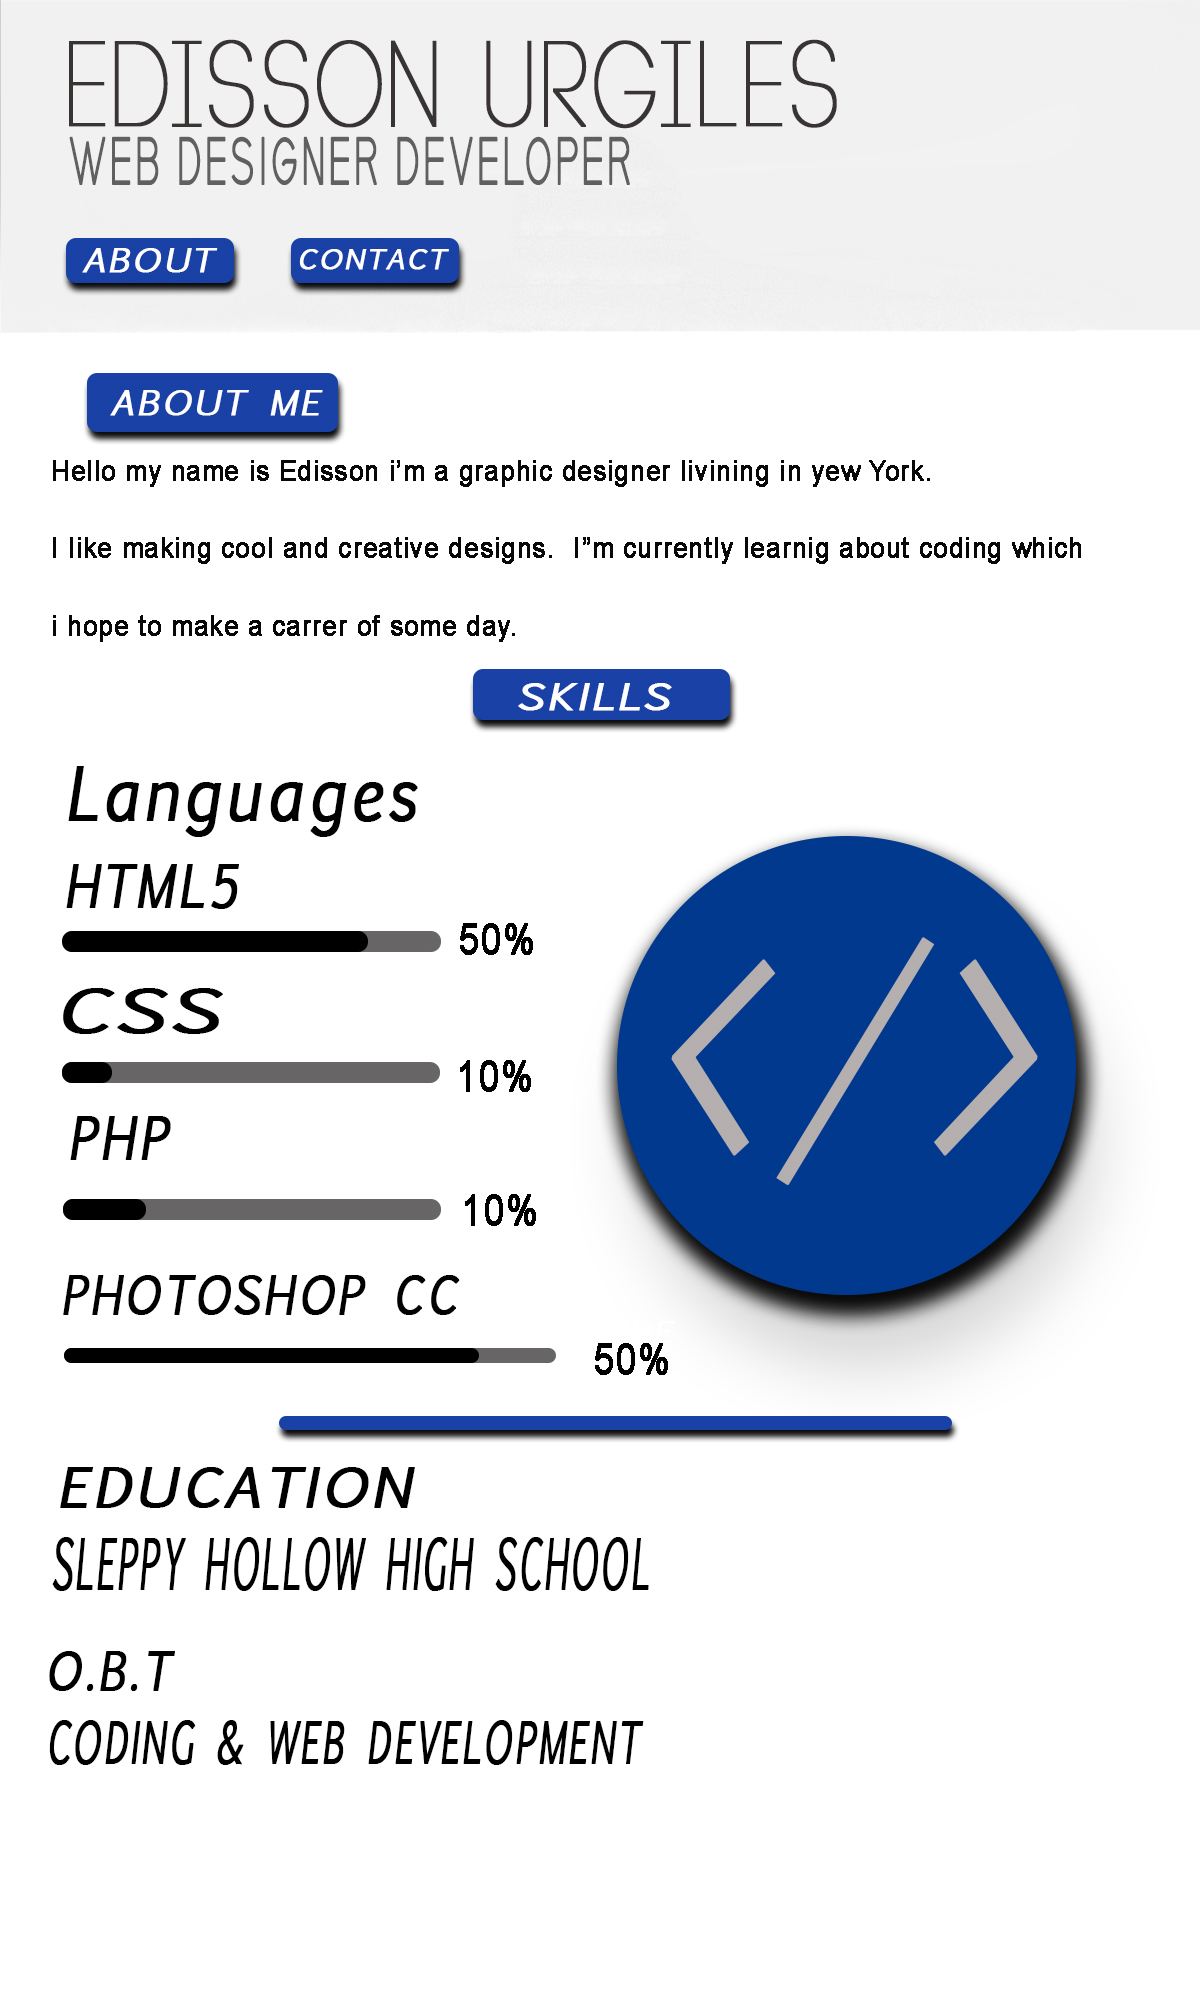 EDISSON URGILES
WEB DESIGNER DEVELOPER
ABOUT CONTACT
ABOUT ME
Hello my name is Edisson i’m a graphic designer livining in yew York.
I like making cool and creative designs. I”m currently learnig about coding which
i hope to make a carrer of some day.
SKILLS
Languages
HTML5
50%
CSS
10%
PHP
10%
PHOTOSHOP CC
50%
</>
EDUCATION
SLEPPY HOLLOW HIGH SCHOOL
O.B.T
CODING & WEB DEVELOPMENT